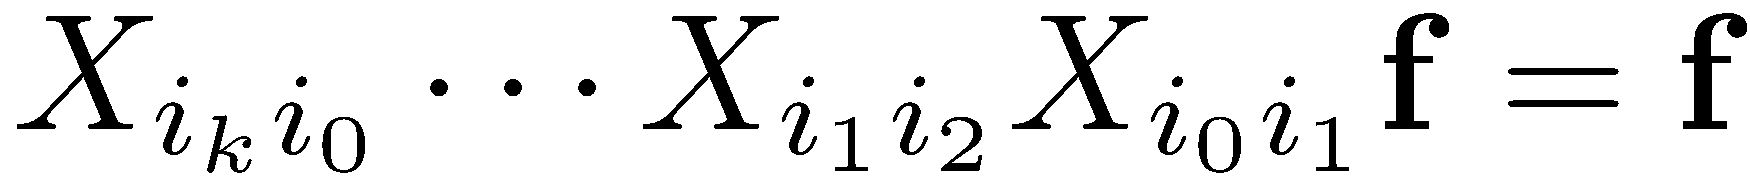 $X_{i_k i_0} \cdots X_{i_1 i_2} X_{i_0 i_1} \mathbf{f} = \mathbf{f}$